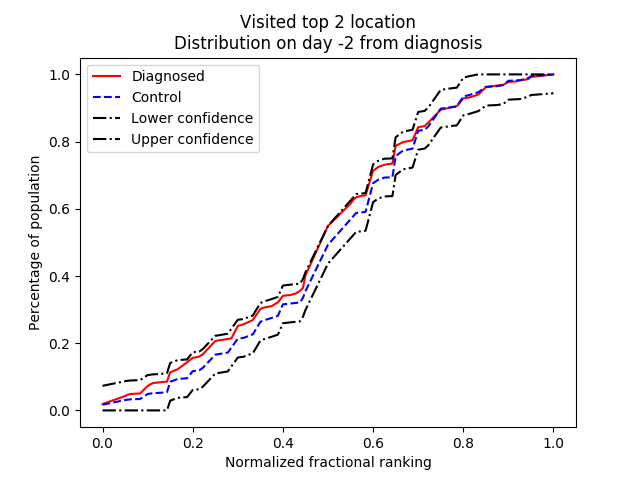 Visited top 2 location
Distribution on day -2 from diagnosis
Diagnosed
Control
Lower confidence
Upper confidence
Percentage of population
1.0
0.8
0.6
0.4
0.2
0.0
0.0 0.2 0.4 0.6 0.8 1.0
Normalized fractional ranking